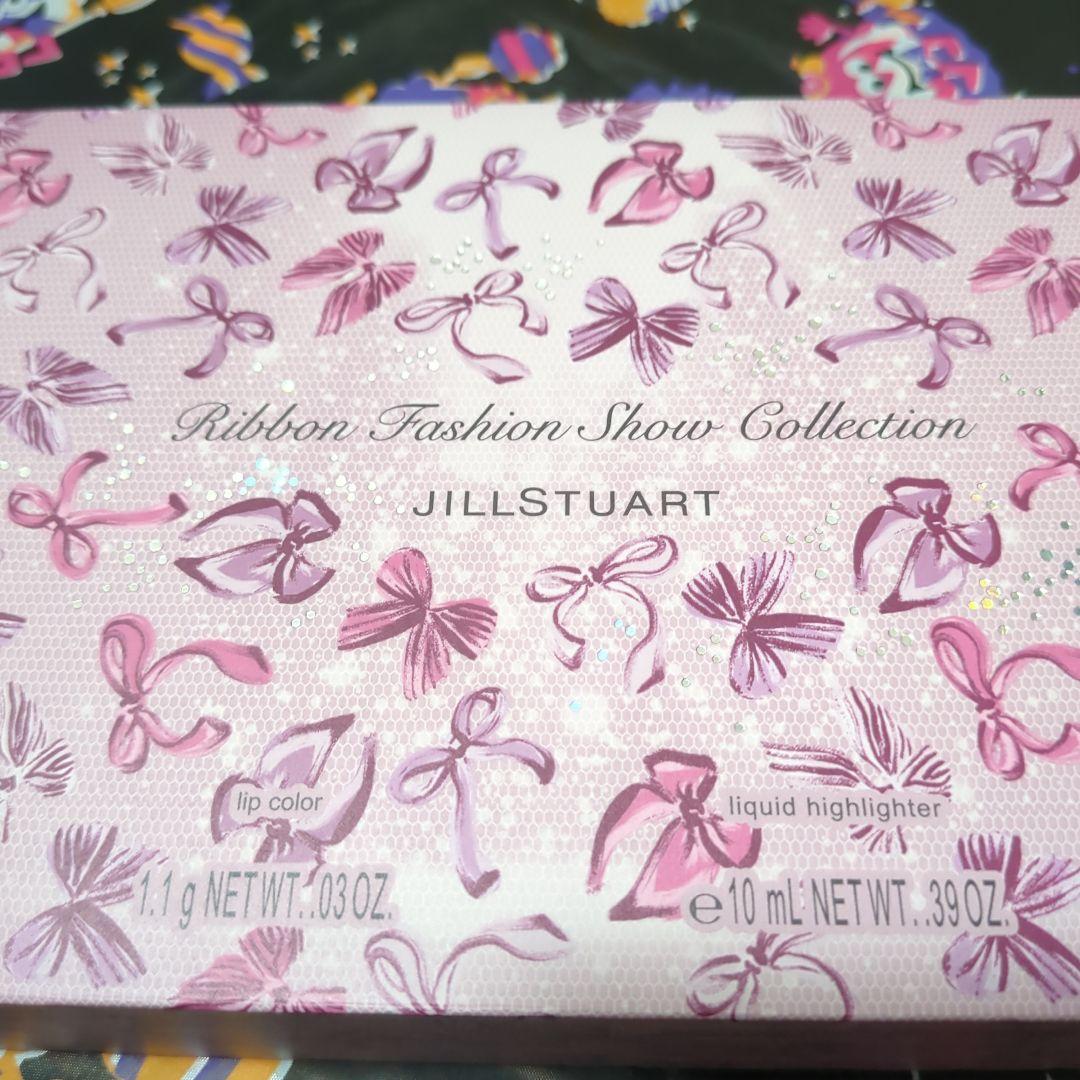 Ribbon Fashion Show Collection
JILLSTUART
lip color
liquid highlighter
1.1 g NET WT. .03 OZ.
℮10 mL NET WT. .39 OZ.